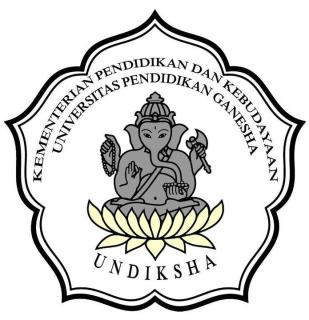 KEMENTERIAN PENDIDIKAN DAN KEBUDAYAAN
UNIVERSITAS PENDIDIKAN GANESHA
UNDIKSHA